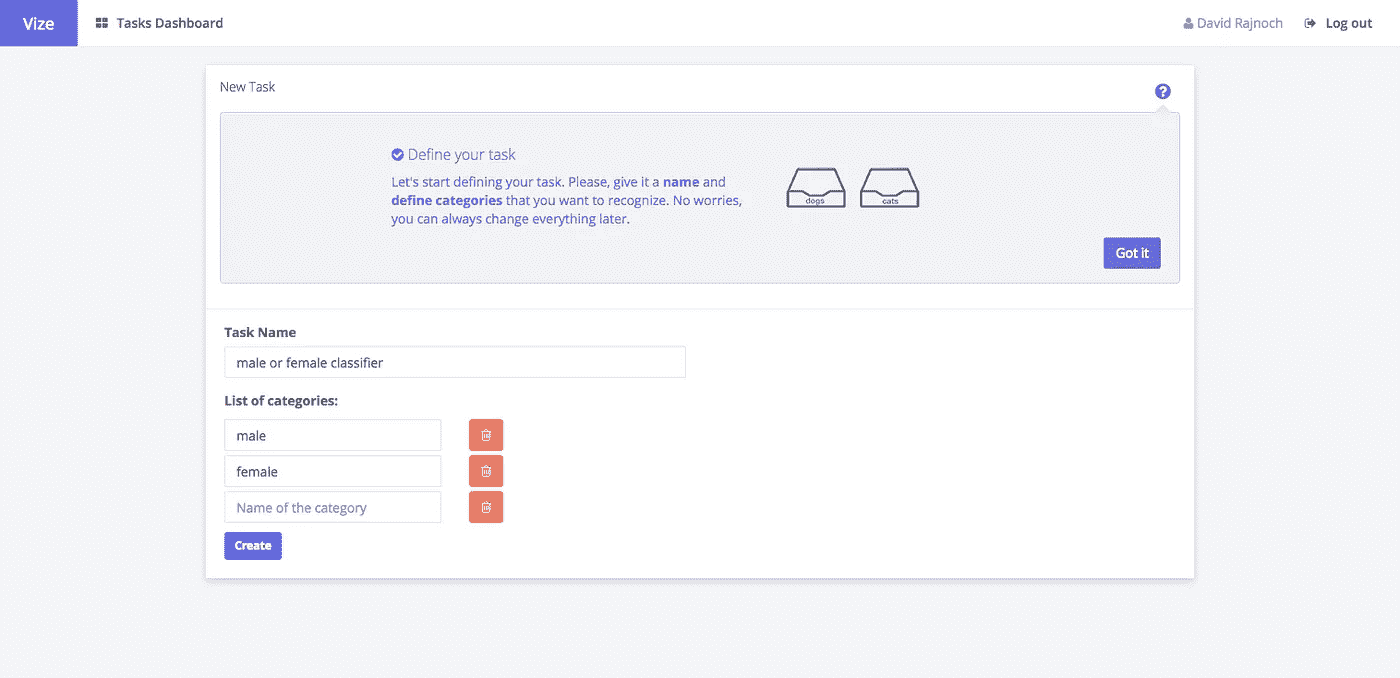 Vize
Tasks Dashboard
David Rajnoch
Log out
New Task
?
Define your task
Let's start defining your task. Please, give it a name and
define categories that you want to recognize. No worries,
you can always change everything later.
dogs
cats
Got it
Task Name
male or female classifier
List of categories:
male
female
Name of the category
Create